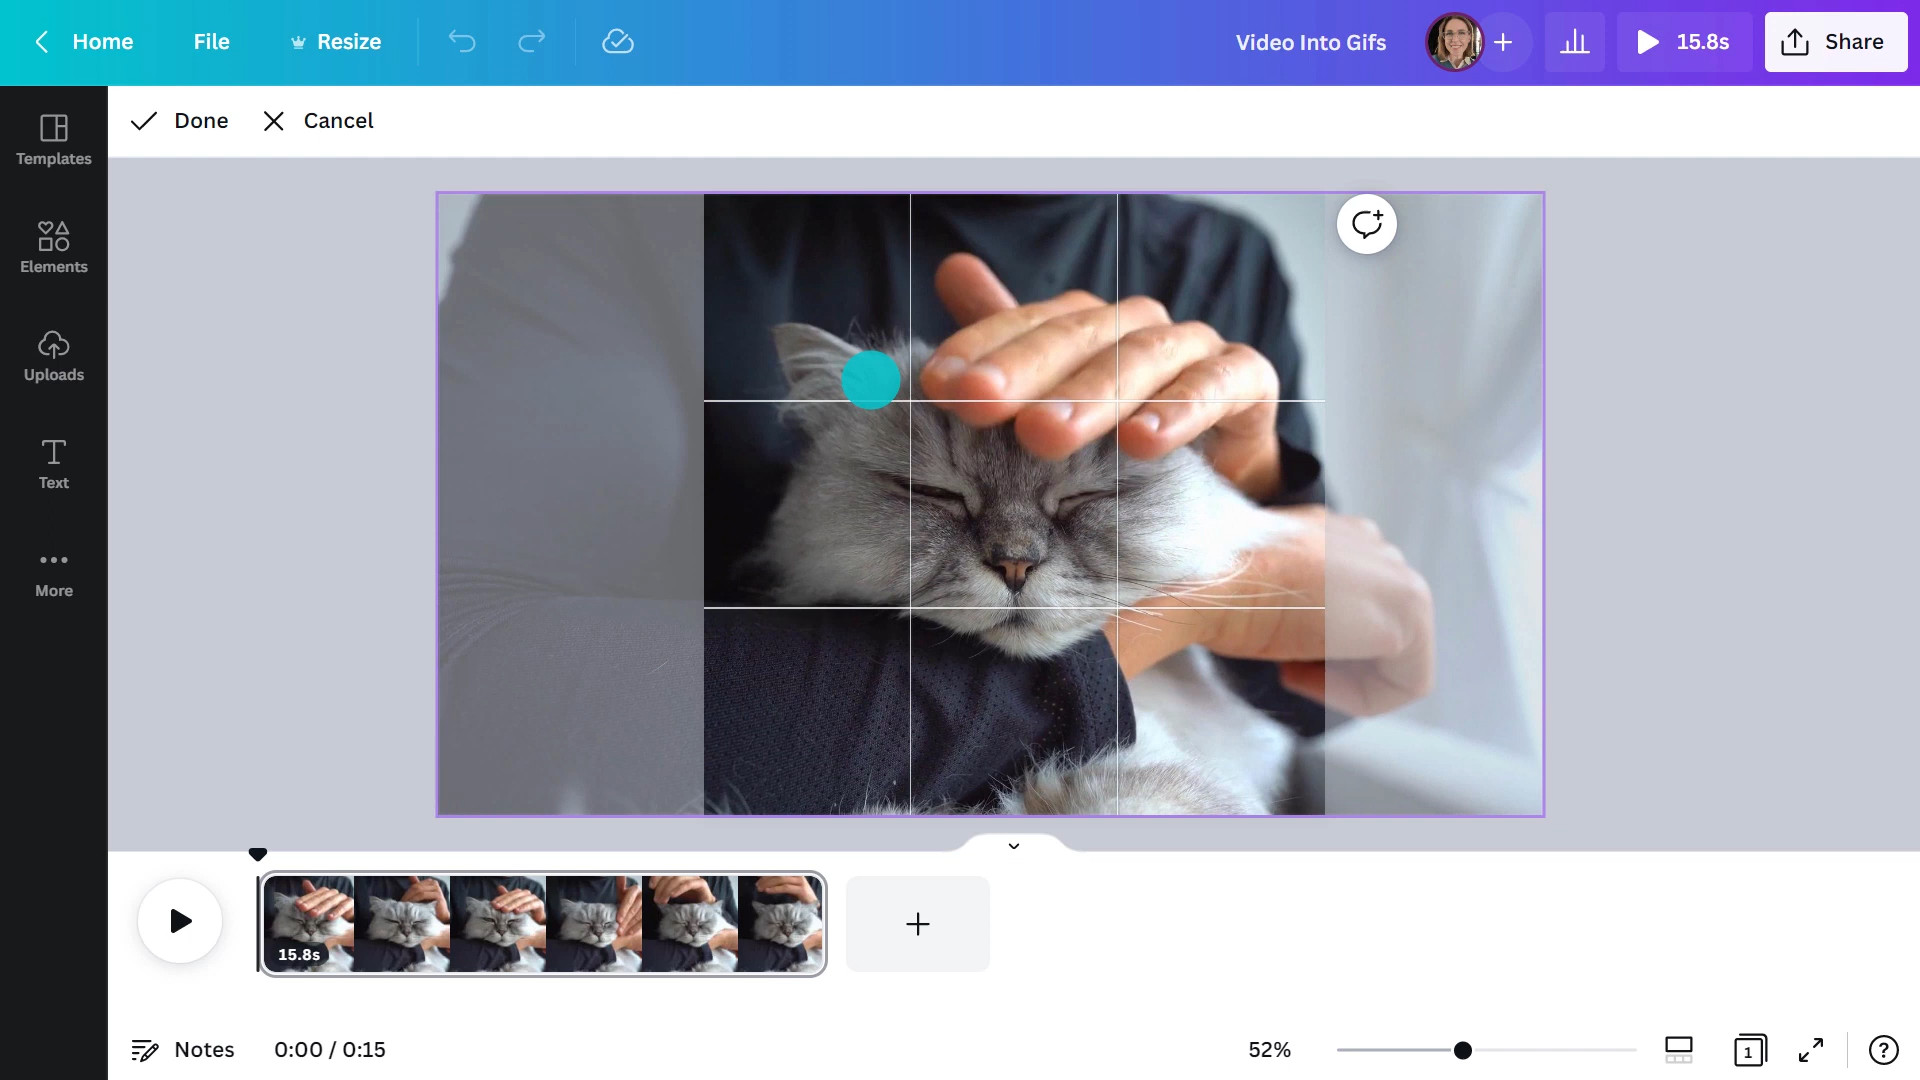 Home File Resize Video Into Gifs 15.8s Share
Done Cancel
Templates
Elements
Uploads
Text
More
15.8s
Notes 0:00 / 0:15 52% 1